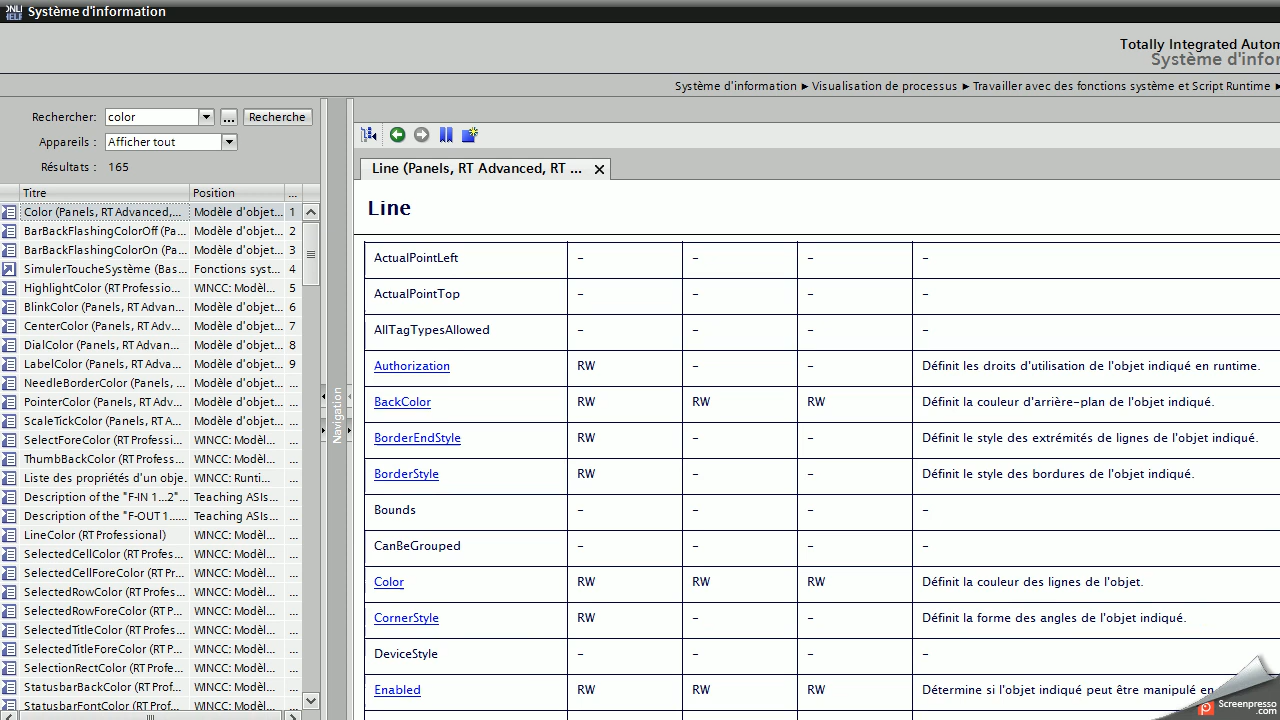 ONLI
HELF
Système d'information
Totally Integrated Autom
Système d'infor
Système d'information ▸ Visualisation de processus ▸ Travailler avec des fonctions système et Script Runtime ▸
Rechercher: color ... Recherche
Appareils : Afficher tout
Résultats : 165
Titre Position ...
Color (Panels, RT Advanced,... Modèle d'objet... 1
BarBackFlashingColorOff (Pa... Modèle d'objet... 2
BarBackFlashingColorOn (Pa... Modèle d'objet... 3
SimulerToucheSystème (Bas... Fonctions syst... 4
HighlightColor (RT Professio... WINCC: Modèl... 5
BlinkColor (Panels, RT Advan... Modèle d'objet... 6
CenterColor (Panels, RT Adv... Modèle d'objet... 7
DialColor (Panels, RT Advan... Modèle d'objet... 8
LabelColor (Panels, RT Adva... Modèle d'objet... 9
NeedleBorderColor (Panels, ... Modèle d'objet... ...
PointerColor (Panels, RT Adv... Modèle d'objet... ...
ScaleTickColor (Panels, RT A... Modèle d'objet... ...
SelectForeColor (RT Professi... WINCC: Modèl... ...
ThumbBackColor (RT Profess... WINCC: Modèl... ...
Liste des propriétés d'un obje... WINCC: Runti... ...
Description of the "F-IN 1...2"... Teaching ASIs... ...
Description of the "F-OUT 1...... Teaching ASIs... ...
LineColor (RT Professional) WINCC: Modèl... ...
SelectedCellColor (RT Profes... WINCC: Modèl... ...
SelectedCellForeColor (RT Pr... WINCC: Modèl... ...
SelectedRowColor (RT Profes... WINCC: Modèl... ...
SelectedRowForeColor (RT P... WINCC: Modèl... ...
SelectedTitleColor (RT Profes... WINCC: Modèl... ...
SelectedTitleForeColor (RT P... WINCC: Modèl... ...
SelectionRectColor (RT Profe... WINCC: Modèl... ...
StatusbarBackColor (RT Prof... WINCC: Modèl... ...
StatusbarFontColor (RT Prof... WINCC: Modèl... ...
Navigation
Line (Panels, RT Advanced, RT ...
Line
ActualPointLeft – – – –
ActualPointTop – – – –
AllTagTypesAllowed – – – –
Authorization RW – – Définit les droits d'utilisation de l'objet indiqué en runtime.
BackColor RW RW RW Définit la couleur d'arrière-plan de l'objet indiqué.
BorderEndStyle RW – – Définit le style des extrémités de lignes de l'objet indiqué.
BorderStyle RW – – Définit le style des bordures de l'objet indiqué.
Bounds – – – –
CanBeGrouped – – – –
Color RW RW RW Définit la couleur des lignes de l'objet.
CornerStyle RW – – Définit la forme des angles de l'objet indiqué.
DeviceStyle – – – –
Enabled RW RW RW Détermine si l'objet indiqué peut être manipulé en
Screenpresso
.com